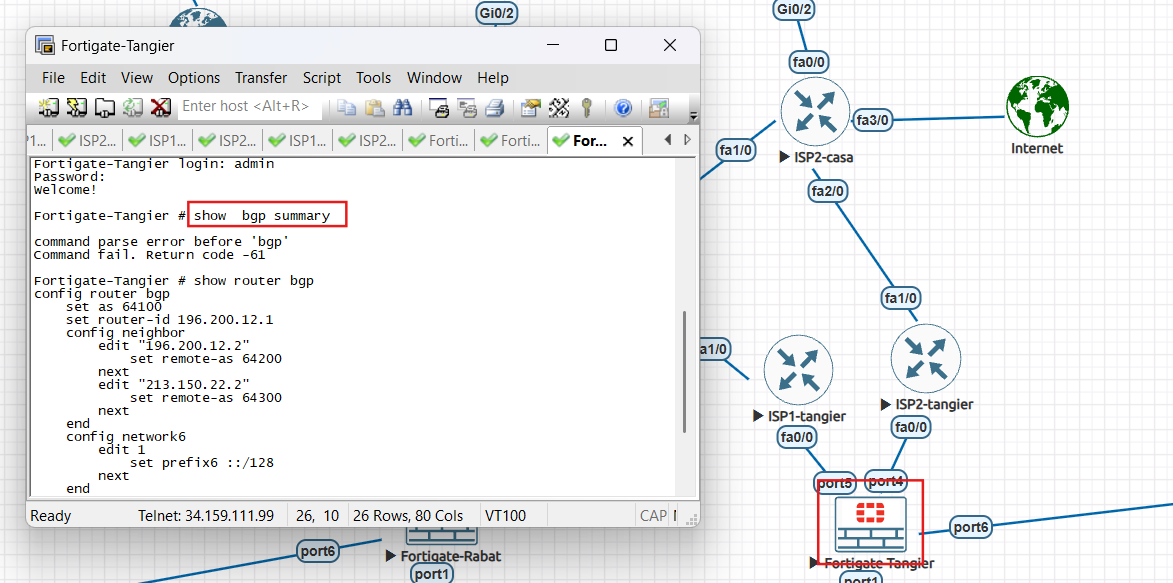 Fortigate-Tangier
File Edit View Options Transfer Script Tools Window Help
Enter host <Alt+R>
1... ISP2... ISP1... ISP2... ISP1... ISP2... Forti... Forti... For...
Fortigate-Tangier login: admin
Password:
Welcome!
Fortigate-Tangier # show  bgp summary
command parse error before 'bgp'
Command fail. Return code -61
Fortigate-Tangier # show router bgp
config router bgp
    set as 64100
    set router-id 196.200.12.1
    config neighbor
        edit "196.200.12.2"
            set remote-as 64200
        next
        edit "213.150.22.2"
            set remote-as 64300
        next
    end
    config network6
        edit 1
            set prefix6 ::/128
        next
    end
Ready Telnet: 34.159.111.99 26, 10 26 Rows, 80 Cols VT100 CAP
Gi0/2
Gi0/2
fa0/0
fa3/0
Internet
fa1/0
ISP2-casa
fa2/0
fa1/0
a1/0
ISP1-tangier
ISP2-tangier
fa0/0
fa0/0
port5
port4
port6
Fortigate-Tangier
port1
port6
Fortigate-Rabat
port1